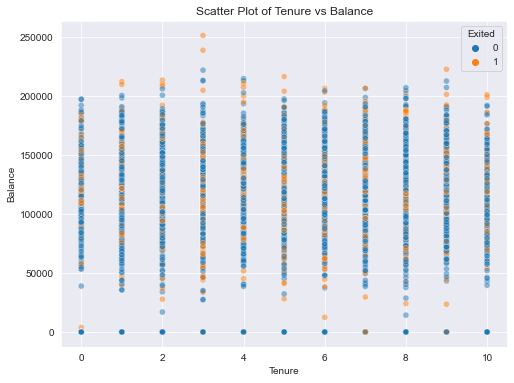 Scatter Plot of Tenure vs Balance
Exited
0
1
250000
200000
150000
100000
50000
0
Balance
0 2 4 6 8 10
Tenure